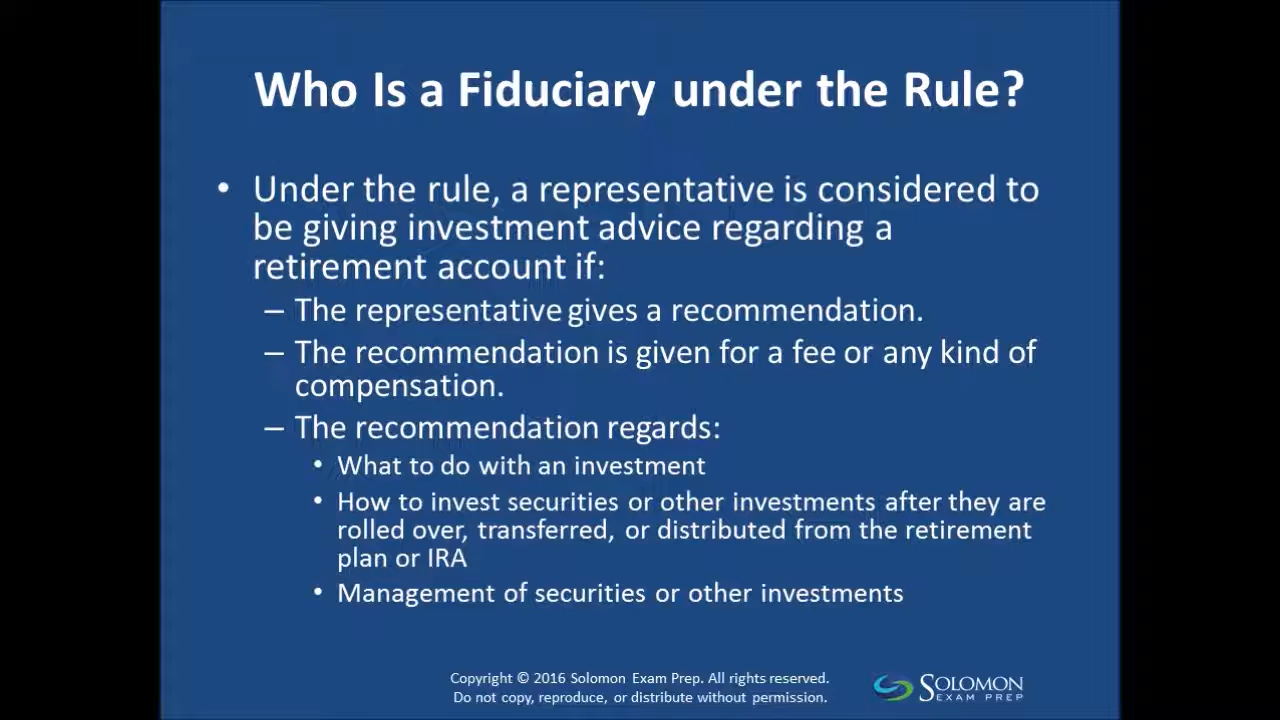 Who Is a Fiduciary under the Rule?
• Under the rule, a representative is considered to
be giving investment advice regarding a
retirement account if:
– The representative gives a recommendation.
– The recommendation is given for a fee or any kind of
compensation.
– The recommendation regards:
• What to do with an investment
• How to invest securities or other investments after they are
rolled over, transferred, or distributed from the retirement
plan or IRA
• Management of securities or other investments
Copyright © 2016 Solomon Exam Prep. All rights reserved.
Do not copy, reproduce, or distribute without permission.
SOLOMON
EXAM PREP